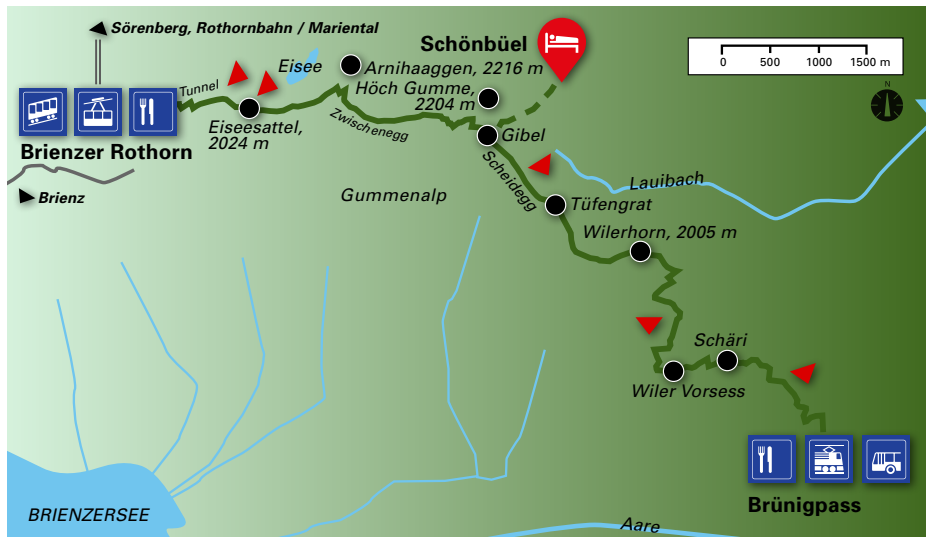 Sörenberg, Rothornbahn / Mariental
Schönbüel
Eisee
Arnihaaggen, 2216 m
Höch Gumme,
2204 m
0 500 1000 1500 m
N
Tunnel
Eiseesattel,
2024 m
Zwischenegg
Gibel
Brienzer Rothorn
Brienz
Scheidegg
Gummenalp
Lauibach
Tüfengrat
Wilerhorn, 2005 m
Schäri
Wiler Vorsess
Brünigpass
BRIENZERSEE
Aare